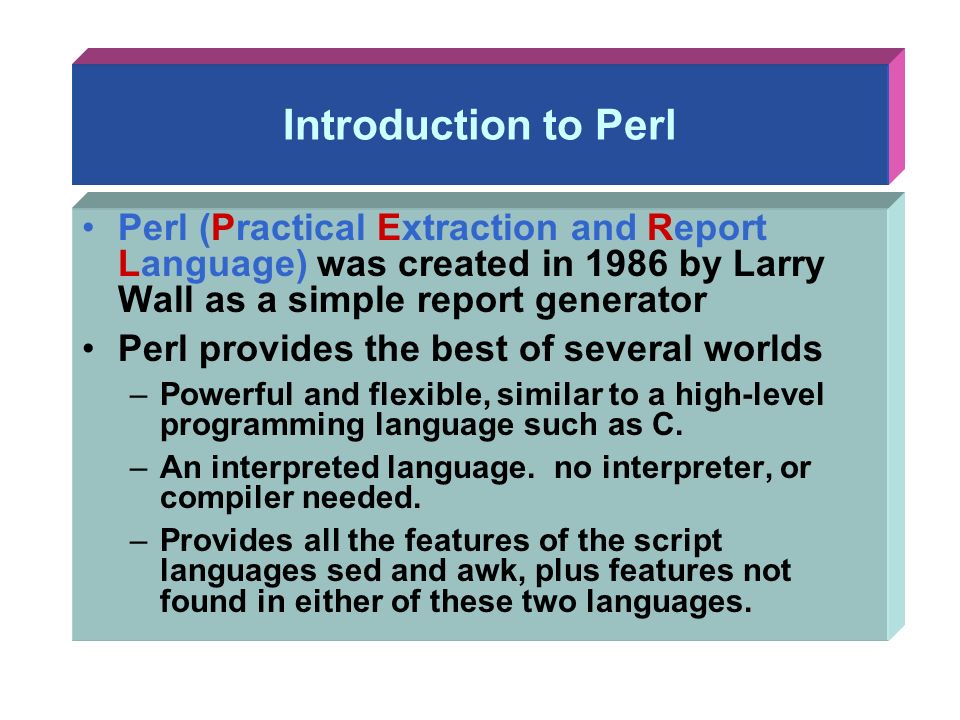 Introduction to Perl
• Perl (Practical Extraction and Report
Language) was created in 1986 by Larry
Wall as a simple report generator
• Perl provides the best of several worlds
– Powerful and flexible, similar to a high-level
programming language such as C.
– An interpreted language.  no interpreter, or
compiler needed.
– Provides all the features of the script
languages sed and awk, plus features not
found in either of these two languages.